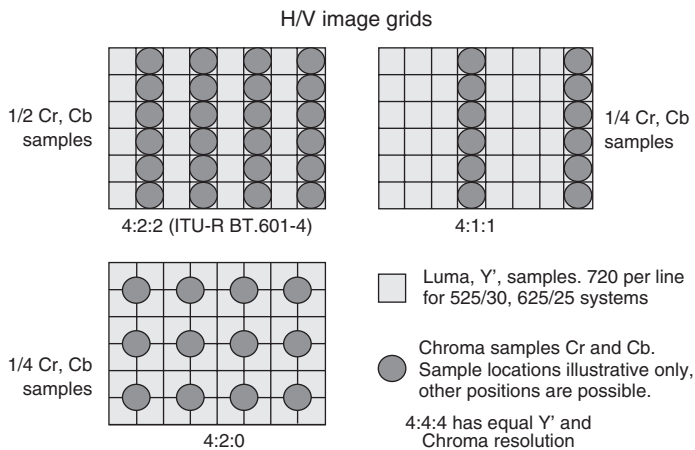 H/V image grids
1/2 Cr, Cb
samples
4:2:2 (ITU-R BT.601-4)
1/4 Cr, Cb
samples
4:1:1
1/4 Cr, Cb
samples
4:2:0
Luma, Y', samples. 720 per line
for 525/30, 625/25 systems
Chroma samples Cr and Cb.
Sample locations illustrative only,
other positions are possible.
4:4:4 has equal Y' and
Chroma resolution